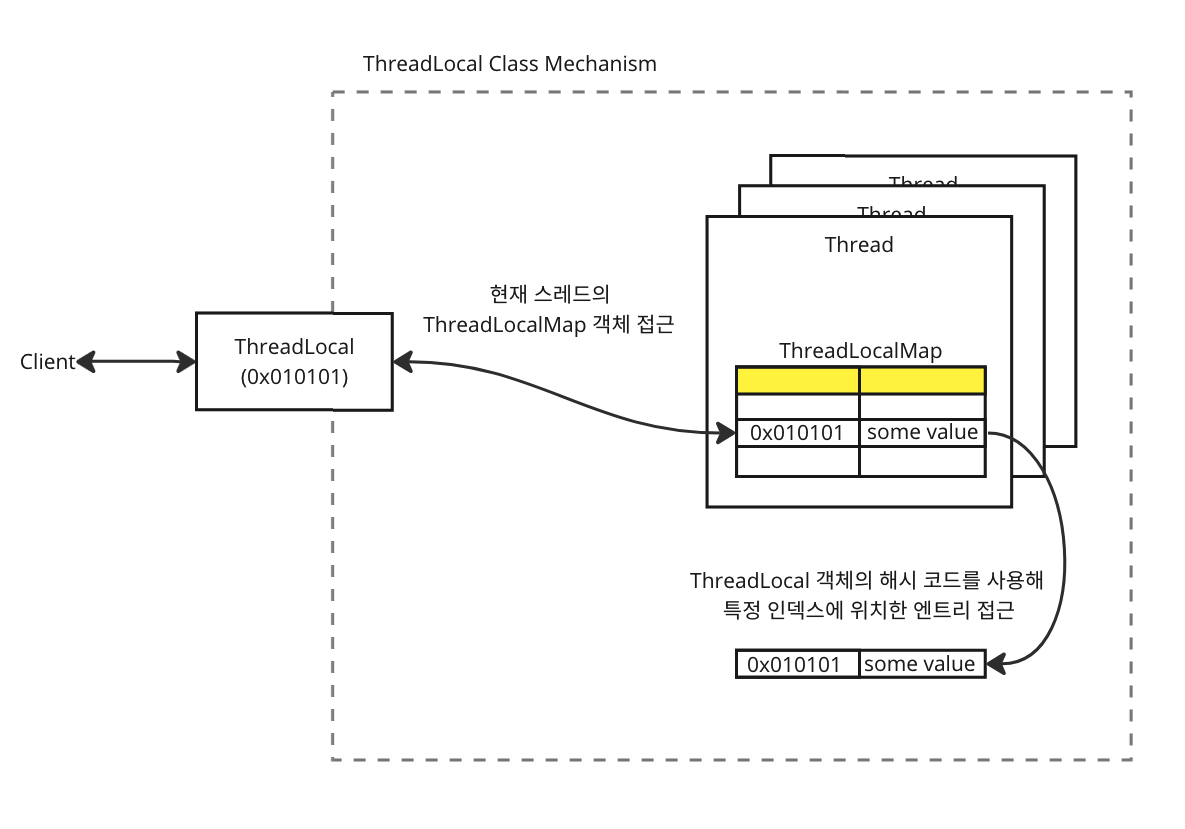 ThreadLocal Class Mechanism
Thread
Thread
Thread
현재 스레드의
ThreadLocalMap 객체 접근
Client
ThreadLocal
(0x010101)
ThreadLocalMap
0x010101 some value
ThreadLocal 객체의 해시 코드를 사용해
특정 인덱스에 위치한 엔트리 접근
0x010101 some value